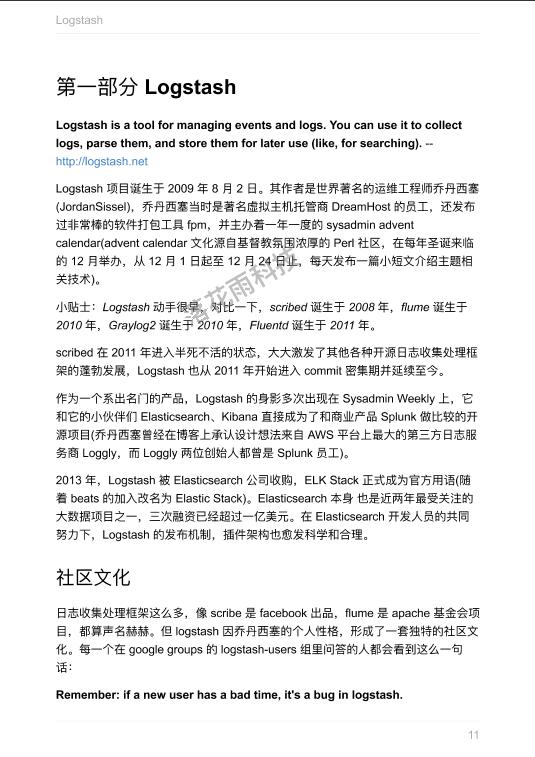 Logstash
第一部分 Logstash
Logstash is a tool for managing events and logs. You can use it to collect
logs, parse them, and store them for later use (like, for searching). --
http://logstash.net
Logstash 项目诞生于 2009 年 8 月 2 日。其作者是世界著名的运维工程师乔丹西塞
(JordanSissel)，乔丹西塞当时是著名虚拟主机托管商 DreamHost 的员工，还发布
过非常棒的软件打包工具 fpm，并主办着一年一度的 sysadmin advent
calendar(advent calendar 文化源自基督教氛围浓厚的 Perl 社区，在每年圣诞来临
的 12 月举办，从 12 月 1 日起至 12 月 24 日止，每天发布一篇小短文介绍主题相
关技术)。
小贴士：Logstash 动手很早，对比一下，scribed 诞生于 2008 年，flume 诞生于
2010 年，Graylog2 诞生于 2010 年，Fluentd 诞生于 2011 年。
scribed 在 2011 年进入半死不活的状态，大大激发了其他各种开源日志收集处理框
架的蓬勃发展，Logstash 也从 2011 年开始进入 commit 密集期并延续至今。
作为一个系出名门的产品，Logstash 的身影多次出现在 Sysadmin Weekly 上，它
和它的小伙伴们 Elasticsearch、Kibana 直接成为了和商业产品 Splunk 做比较的开
源项目(乔丹西塞曾经在博客上承认设计想法来自 AWS 平台上最大的第三方日志服
务商 Loggly，而 Loggly 两位创始人都曾是 Splunk 员工)。
2013 年，Logstash 被 Elasticsearch 公司收购，ELK Stack 正式成为官方用语(随
着 beats 的加入改名为 Elastic Stack)。Elasticsearch 本身 也是近两年最受关注的
大数据项目之一，三次融资已经超过一亿美元。在 Elasticsearch 开发人员的共同
努力下，Logstash 的发布机制，插件架构也愈发科学和合理。
社区文化
日志收集处理框架这么多，像 scribe 是 facebook 出品，flume 是 apache 基金会项
目，都算声名赫赫。但 logstash 因乔丹西塞的个人性格，形成了一套独特的社区文
化。每一个在 google groups 的 logstash-users 组里问答的人都会看到这么一句
话：
Remember: if a new user has a bad time, it's a bug in logstash.
11
落花雨科技